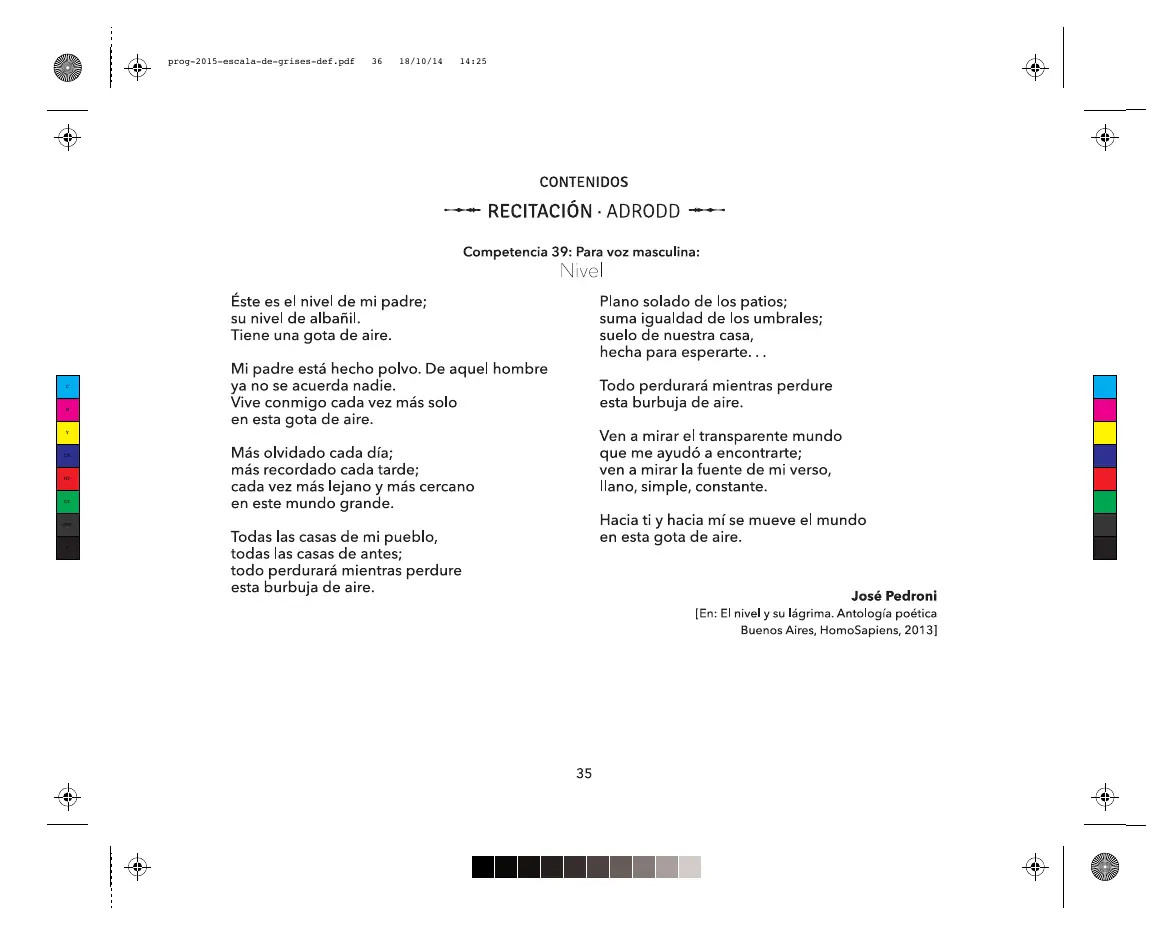 prog-2015-escala-de-grises-def.pdf 36 18/10/14 14:25
CONTENIDOS
RECITACIÓN · ADRODD
Competencia 39: Para voz masculina:
Nivel
Éste es el nivel de mi padre;
su nivel de albañil.
Tiene una gota de aire.
Mi padre está hecho polvo. De aquel hombre
ya no se acuerda nadie.
Vive conmigo cada vez más solo
en esta gota de aire.
Más olvidado cada día;
más recordado cada tarde;
cada vez más lejano y más cercano
en este mundo grande.
Todas las casas de mi pueblo,
todas las casas de antes;
todo perdurará mientras perdure
esta burbuja de aire.
Plano solado de los patios;
suma igualdad de los umbrales;
suelo de nuestra casa,
hecha para esperarte. . .
Todo perdurará mientras perdure
esta burbuja de aire.
Ven a mirar el transparente mundo
que me ayudó a encontrarte;
ven a mirar la fuente de mi verso,
llano, simple, constante.
Hacia ti y hacia mí se mueve el mundo
en esta gota de aire.
José Pedroni
[En: El nivel y su lágrima. Antología poética
Buenos Aires, HomoSapiens, 2013]
35